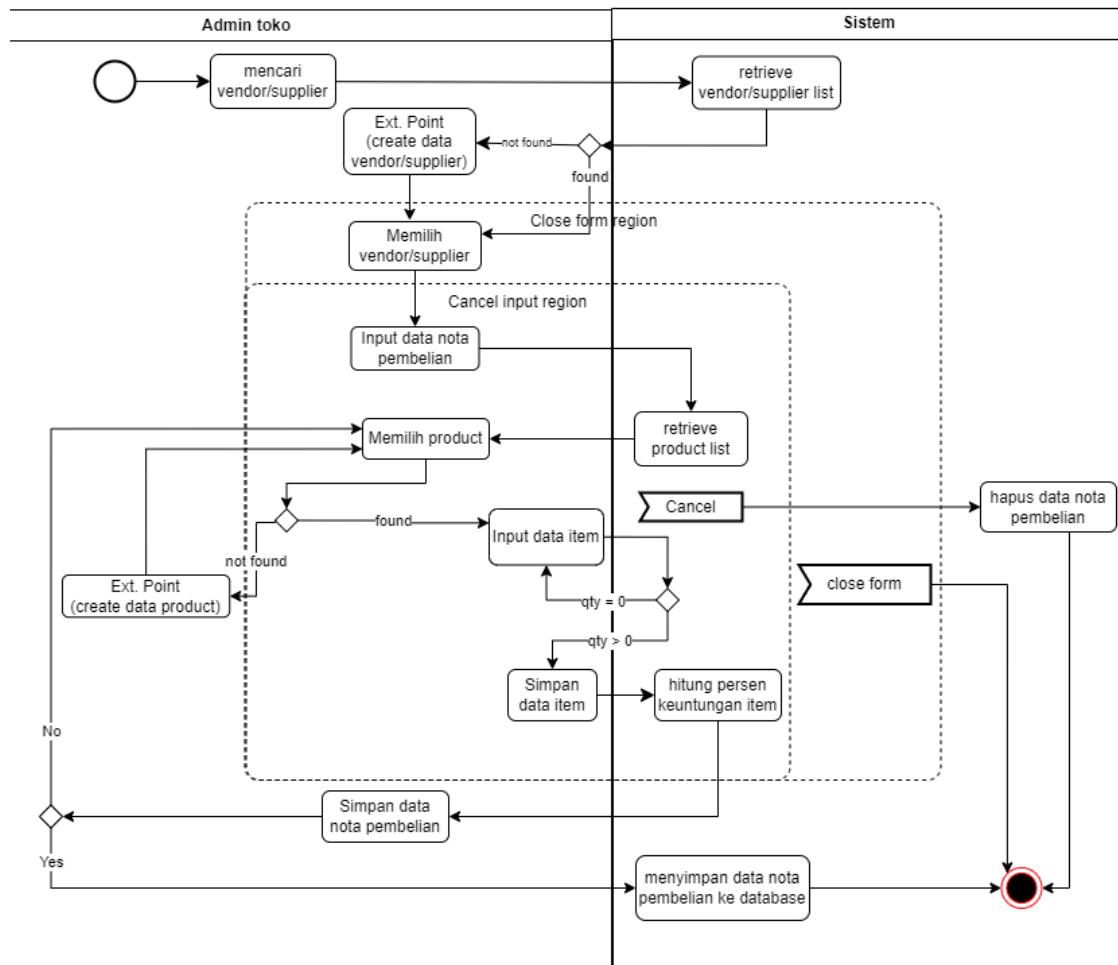 Admin toko
Sistem
mencari
vendor/supplier
retrieve
vendor/supplier list
Ext. Point
(create data
vendor/supplier)
not found
found
Close form region
Memilih
vendor/supplier
Cancel input region
Input data nota
pembelian
Memilih product
retrieve
product list
Cancel
hapus data nota
pembelian
found
Input data item
not found
Ext. Point
(create data product)
close form
qty = 0
qty > 0
Simpan
data item
hitung persen
keuntungan item
No
Simpan data
nota pembelian
Yes
menyimpan data nota
pembelian ke database